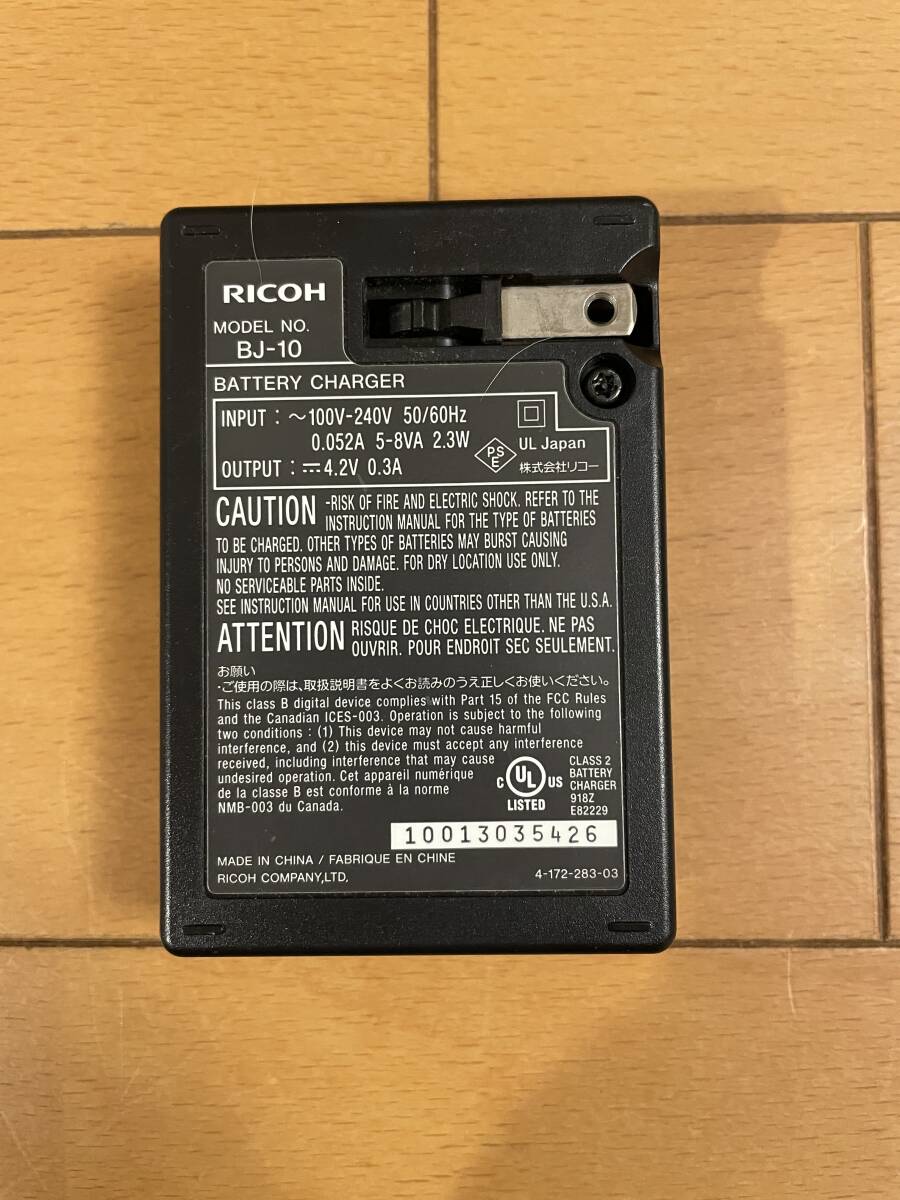 RICOH
MODEL NO.
BJ-10
BATTERY CHARGER
INPUT : ～100V-240V 50/60Hz
0.052A 5-8VA 2.3W
OUTPUT : ⎓4.2V 0.3A
PSE
UL Japan
株式会社リコー
CAUTION -RISK OF FIRE AND ELECTRIC SHOCK. REFER TO THE
INSTRUCTION MANUAL FOR THE TYPE OF BATTERIES
TO BE CHARGED. OTHER TYPES OF BATTERIES MAY BURST CAUSING
INJURY TO PERSONS AND DAMAGE. FOR DRY LOCATION USE ONLY.
NO SERVICEABLE PARTS INSIDE.
SEE INSTRUCTION MANUAL FOR USE IN COUNTRIES OTHER THAN THE U.S.A.
ATTENTION RISQUE DE CHOC ELECTRIQUE. NE PAS
OUVRIR. POUR ENDROIT SEC SEULEMENT.
お願い
・ご使用の際は、取扱説明書をよくお読みのうえ正しくお使いください。
This class B digital device complies with Part 15 of the FCC Rules
and the Canadian ICES-003. Operation is subject to the following
two conditions : (1) This device may not cause harmful
interference, and (2) this device must accept any interference
received, including interference that may cause
undesired operation. Cet appareil numérique
de la classe B est conforme à la norme
NMB-003 du Canada.
C UL US
LISTED
CLASS 2
BATTERY
CHARGER
918Z
E82229
10013035426
MADE IN CHINA / FABRIQUE EN CHINE
RICOH COMPANY,LTD.
4-172-283-03